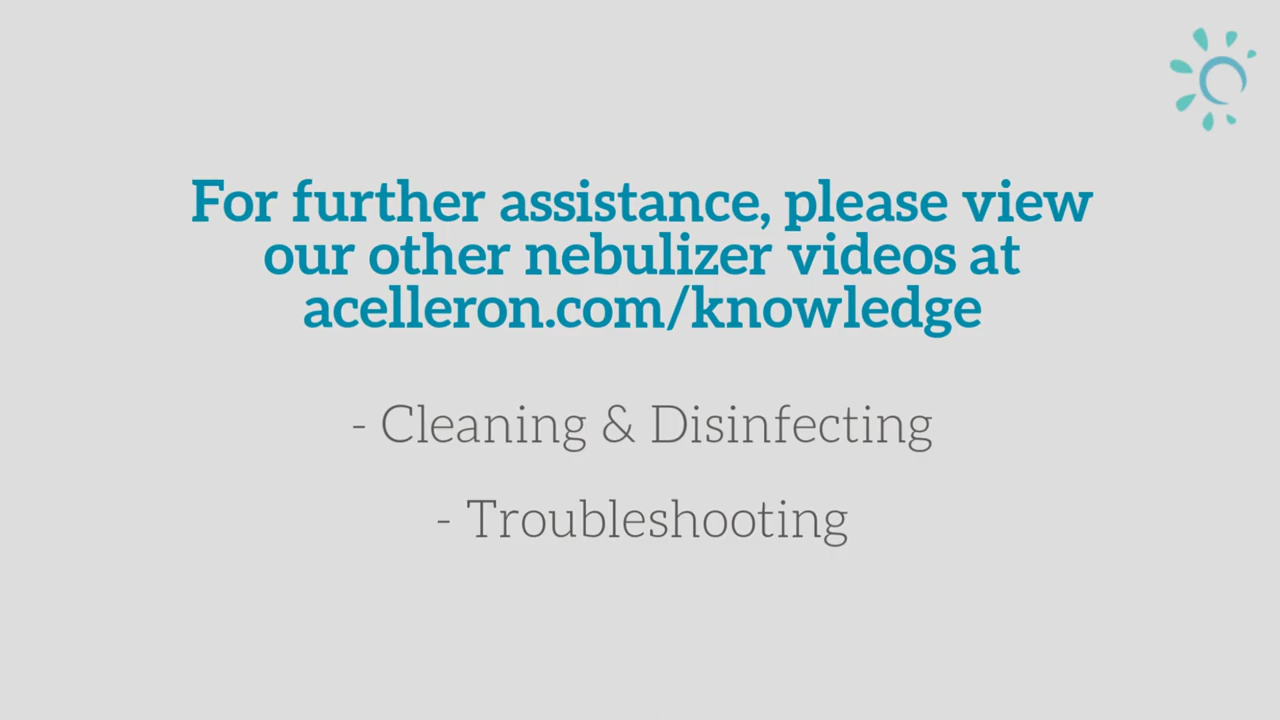 For further assistance, please view
our other nebulizer videos at
acelleron.com/knowledge
- Cleaning & Disinfecting
- Troubleshooting